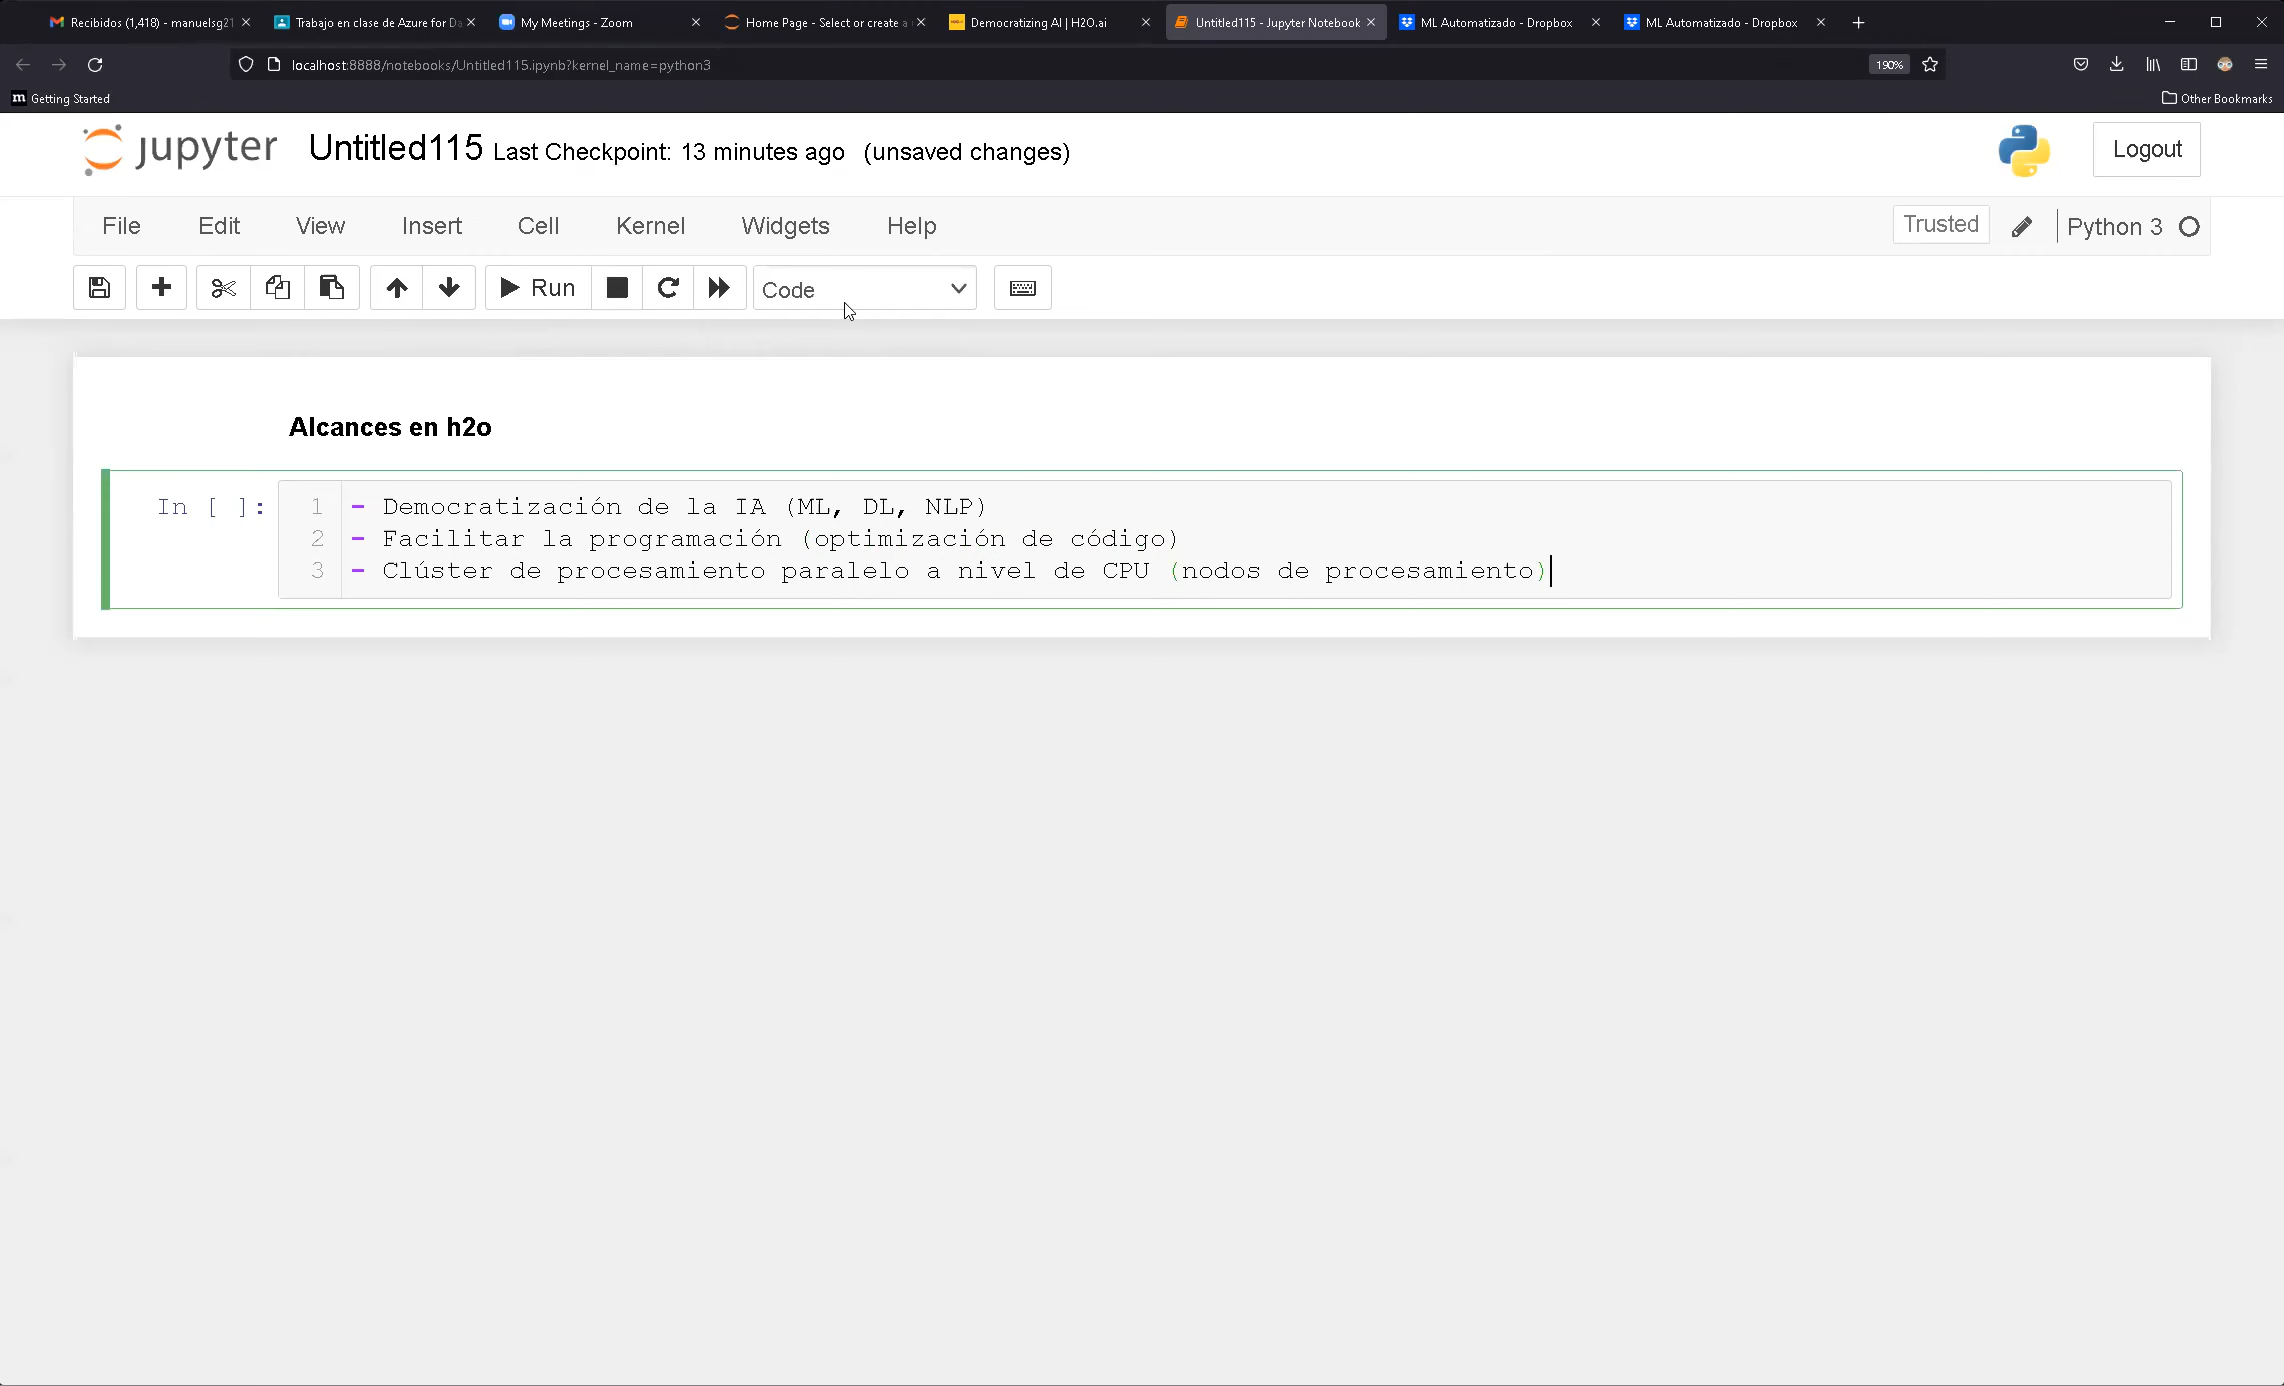 Recibidos (1,418) - manuelsg21
Trabajo en clase de Azure for Da
My Meetings - Zoom
Home Page - Select or create a
Democratizing AI | H2O.ai
Untitled115 - Jupyter Notebook
ML Automatizado - Dropbox
ML Automatizado - Dropbox
localhost:8888/notebooks/Untitled115.ipynb?kernel_name=python3
190%
m Getting Started
Other Bookmarks
jupyter Untitled115 Last Checkpoint: 13 minutes ago (unsaved changes)
Logout
File Edit View Insert Cell Kernel Widgets Help
Trusted
Python 3
Run
Code
Alcances en h2o
In [ ]:
1 - Democratización de la IA (ML, DL, NLP)
2 - Facilitar la programación (optimización de código)
3 - Clúster de procesamiento paralelo a nivel de CPU (nodos de procesamiento)